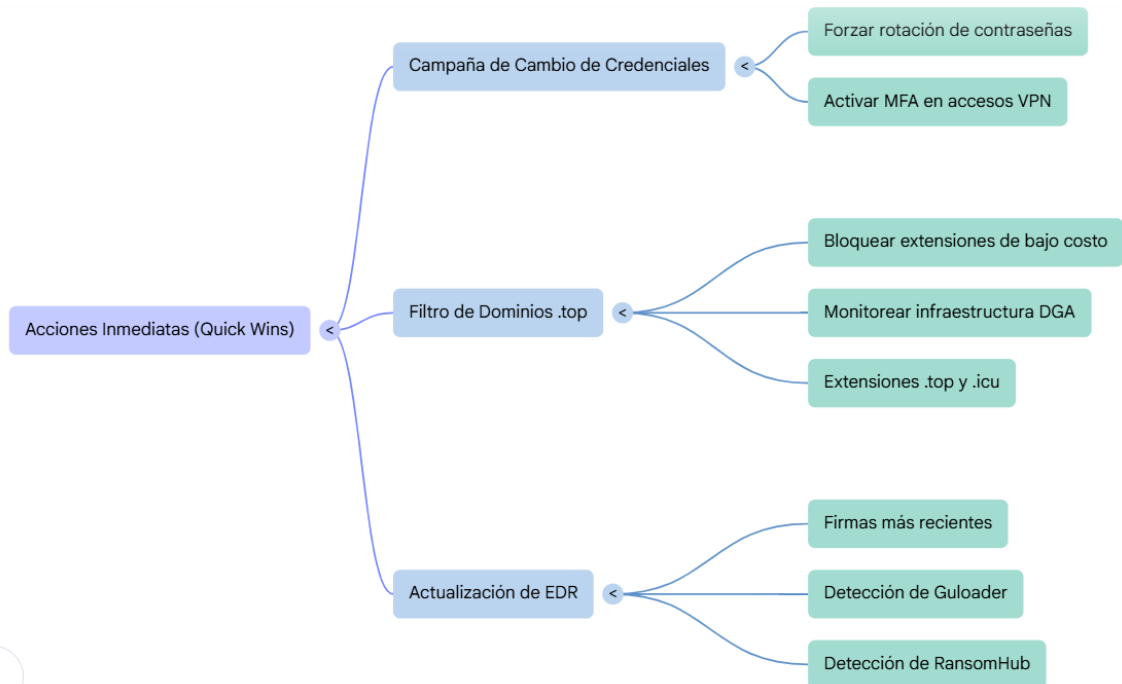 Acciones Inmediatas (Quick Wins)
<
Campaña de Cambio de Credenciales
<
Forzar rotación de contraseñas
Activar MFA en accesos VPN
Filtro de Dominios .top
<
Bloquear extensiones de bajo costo
Monitorear infraestructura DGA
Extensiones .top y .icu
Actualización de EDR
<
Firmas más recientes
Detección de Guloader
Detección de RansomHub